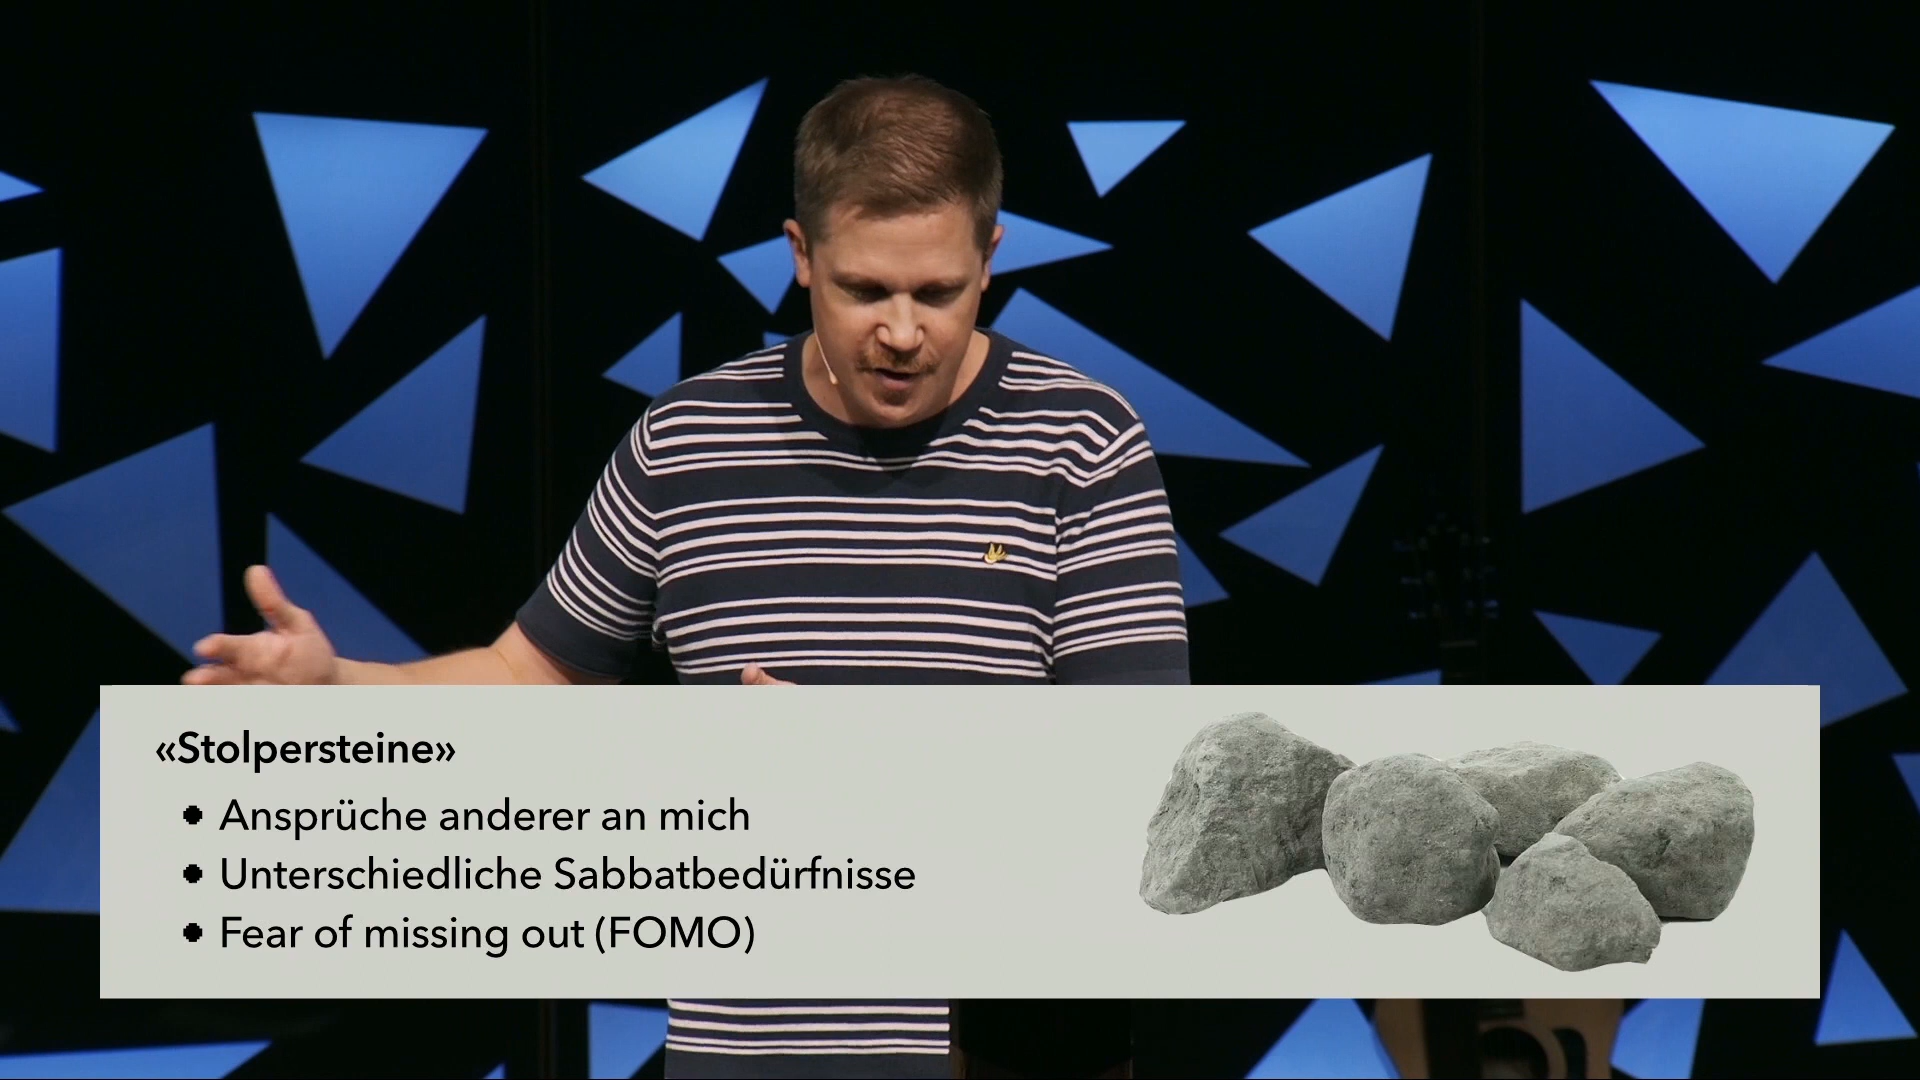 «Stolpersteine»
• Ansprüche anderer an mich
• Unterschiedliche Sabbatbedürfnisse
• Fear of missing out (FOMO)